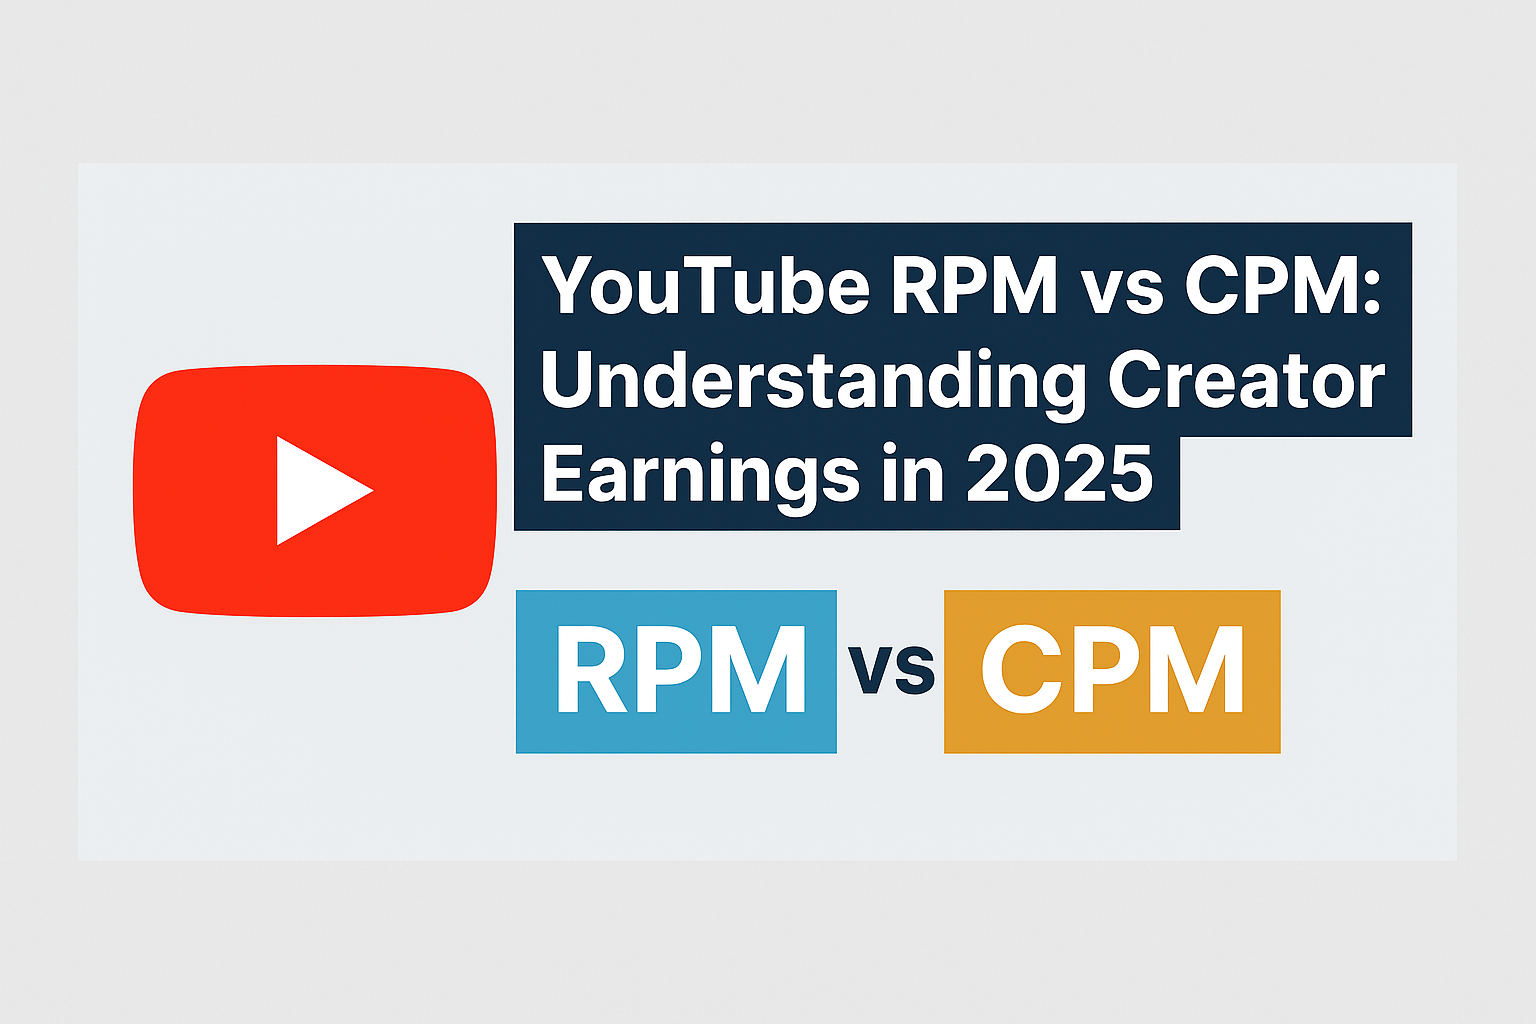 YouTube RPM vs CPM:
Understanding Creator
Earnings in 2025
RPM vs CPM